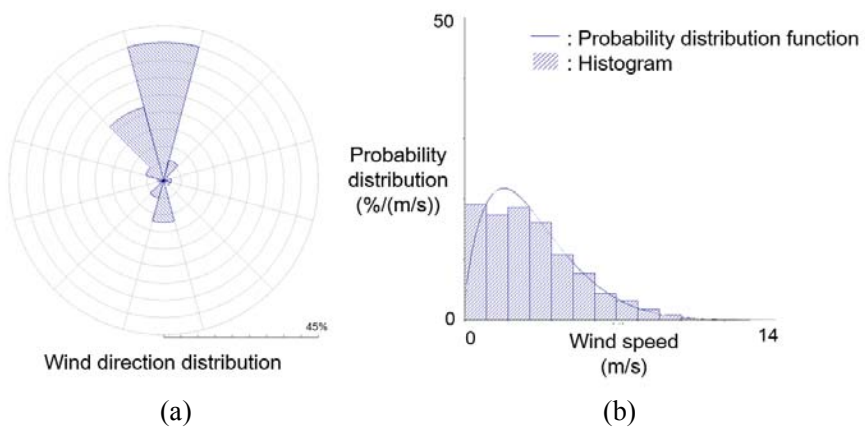 45%
Wind direction distribution
(a)
50
: Probability distribution function
: Histogram
Probability
distribution
(%/(m/s))
0
0
Wind speed
14
(m/s)
(b)